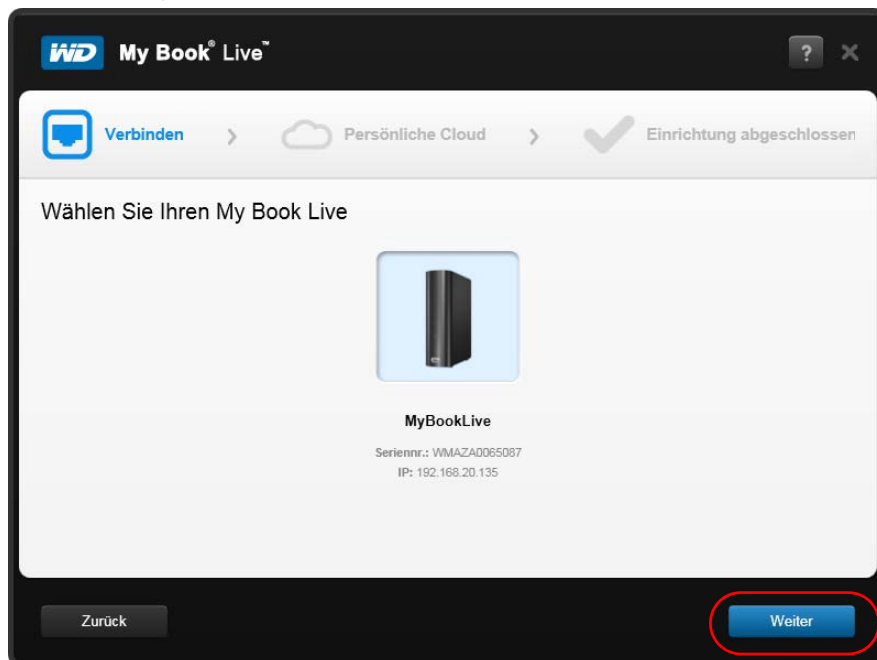 WD My Book® Live™
?
Verbinden > Persönliche Cloud > Einrichtung abgeschlossen
Wählen Sie Ihren My Book Live
MyBookLive
Seriennr.: WMAZA0065087
IP: 192.168.20.135
Zurück
Weiter